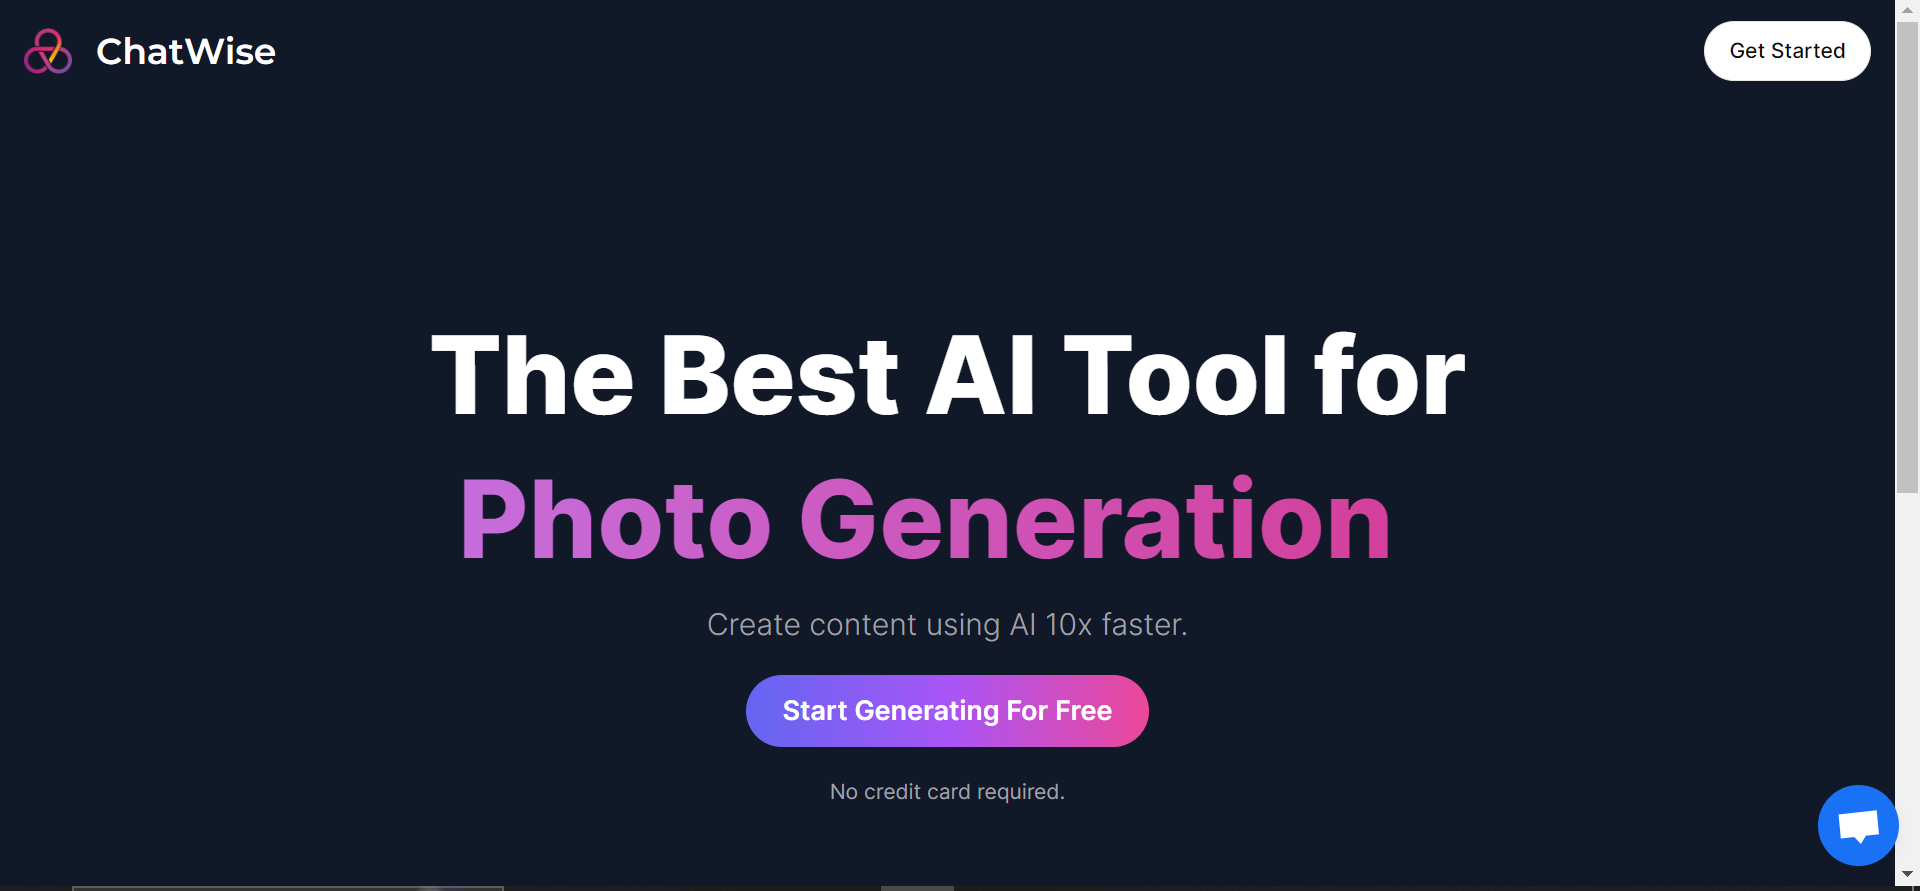 ChatWise
Get Started
The Best AI Tool for
Photo Generation
Create content using AI 10x faster.
Start Generating For Free
No credit card required.